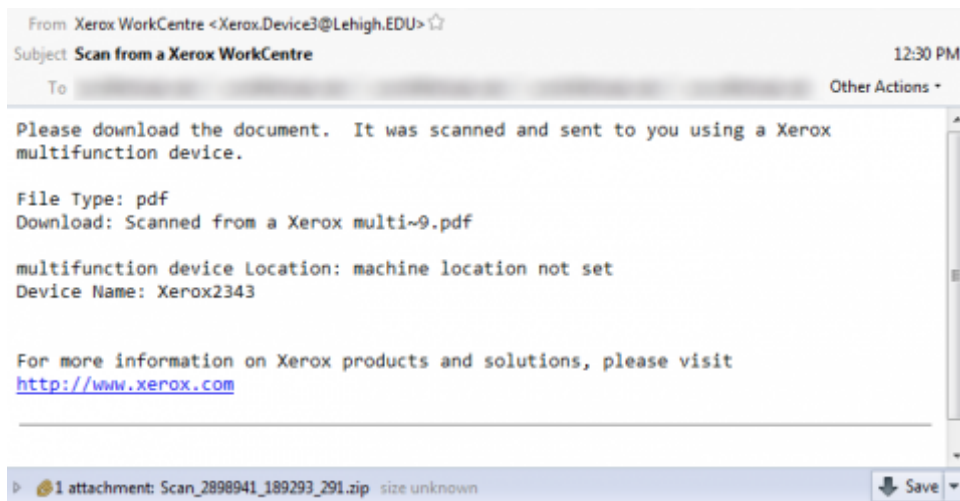 From Xerox WorkCentre <Xerox.Device3@Lehigh.EDU>
Subject Scan from a Xerox WorkCentre 12:30 PM
To Other Actions
Please download the document. It was scanned and sent to you using a Xerox
multifunction device.
File Type: pdf
Download: Scanned from a Xerox multi~9.pdf
multifunction device Location: machine location not set
Device Name: Xerox2343
For more information on Xerox products and solutions, please visit
http://www.xerox.com
1 attachment: Scan_2898941_189293_291.zip size unknown Save